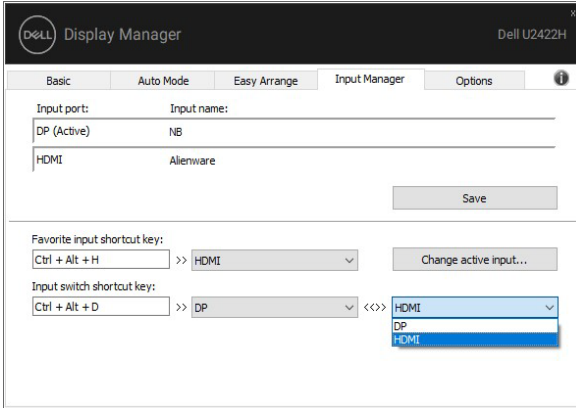 x
DELL Display Manager Dell U2422H
Basic Auto Mode Easy Arrange Input Manager Options i
Input port: Input name:
DP (Active) NB
HDMI Alienware
Save
Favorite input shortcut key:
Ctrl + Alt + H >> HDMI Change active input...
Input switch shortcut key:
Ctrl + Alt + D >> DP <<>> HDMI
DP
HDMI